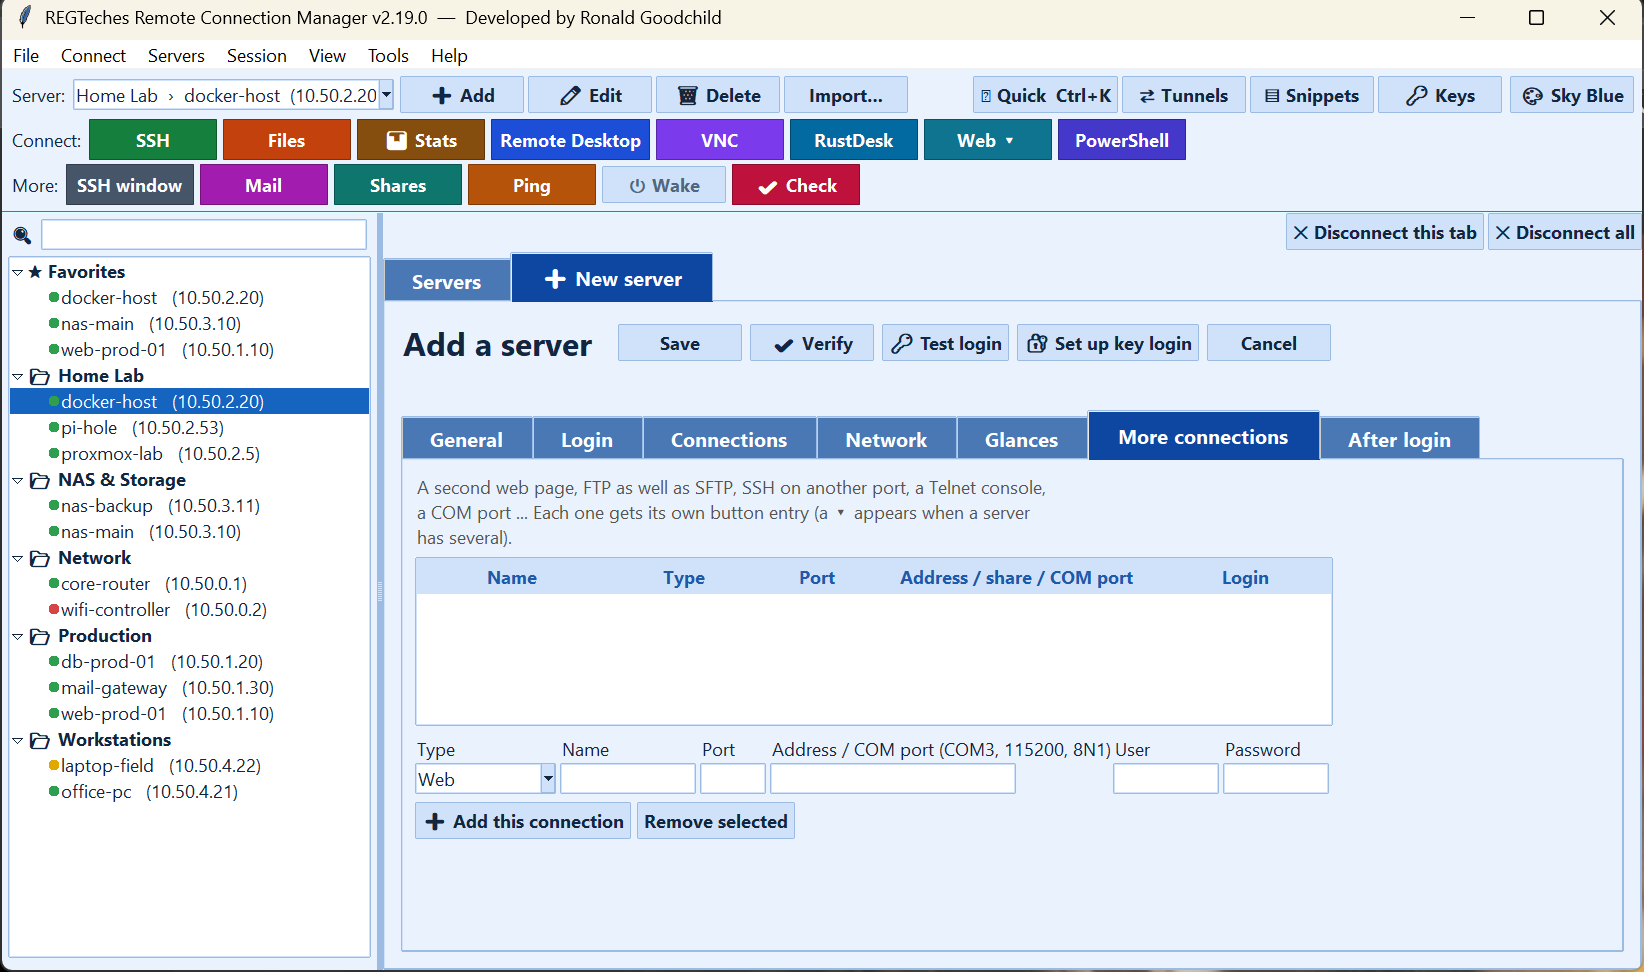 REGTeches Remote Connection Manager v2.19.0 — Developed by Ronald Goodchild
File Connect Servers Session View Tools Help
Server: Home Lab › docker-host (10.50.2.20 Add Edit Delete Import... Quick Ctrl+K Tunnels Snippets Keys Sky Blue
Connect: SSH Files Stats Remote Desktop VNC RustDesk Web ▾ PowerShell
More: SSH window Mail Shares Ping Wake Check
Disconnect this tab Disconnect all
★ Favorites
docker-host (10.50.2.20)
nas-main (10.50.3.10)
web-prod-01 (10.50.1.10)
Home Lab
docker-host (10.50.2.20)
pi-hole (10.50.2.53)
proxmox-lab (10.50.2.5)
NAS & Storage
nas-backup (10.50.3.11)
nas-main (10.50.3.10)
Network
core-router (10.50.0.1)
wifi-controller (10.50.0.2)
Production
db-prod-01 (10.50.1.20)
mail-gateway (10.50.1.30)
web-prod-01 (10.50.1.10)
Workstations
laptop-field (10.50.4.22)
office-pc (10.50.4.21)
Servers New server
Add a server Save Verify Test login Set up key login Cancel
General Login Connections Network Glances More connections After login
A second web page, FTP as well as SFTP, SSH on another port, a Telnet console,
a COM port ... Each one gets its own button entry (a ▾ appears when a server
has several).
Name Type Port Address / share / COM port Login
Type Name Port Address / COM port (COM3, 115200, 8N1) User Password
Web
Add this connection Remove selected